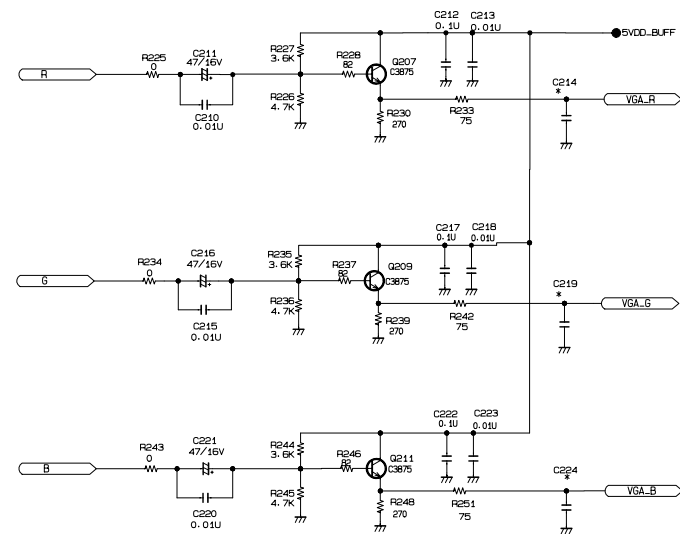 C212
0.1U
C213
0.01U
5VDD_BUFF
R225
0
C211
47/16V
R227
3.6K
R228
82
Q207
C3875
R
C210
0.01U
R226
4.7K
R230
270
R233
75
C214
*
VGA_R
C217
0.1U
C218
0.01U
R234
0
C216
47/16V
R235
3.6K
R237
82
Q209
C3875
G
C215
0.01U
R236
4.7K
R239
270
R242
75
C219
*
VGA_G
C222
0.1U
C223
0.01U
R243
0
C221
47/16V
R244
3.6K
R246
82
Q211
C3875
B
C220
0.01U
R245
4.7K
R248
270
R251
75
C224
*
VGA_B